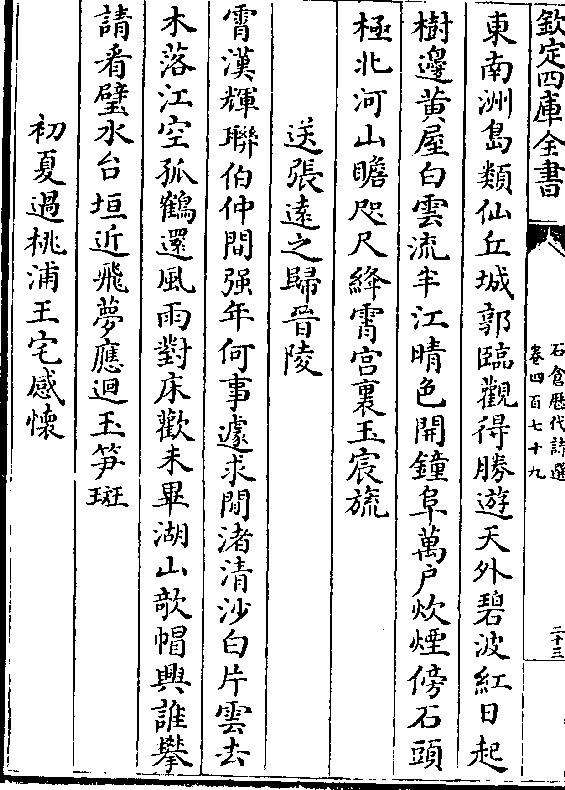 欽定四庫全書
石倉歷代詩選
卷四百七十九
二十三
東南洲島類仙丘城郭臨觀得勝遊天外碧波紅日起
樹邊黃屋白雲流半江晴色開鐘阜萬户炊煙傍石頭
極北河山瞻咫尺絳霄宫裏玉宸旒
送張遠之歸晉陵
霄漢輝聯伯仲間强年何事遽求閒渚清沙白片雲去
木落江空孤鶴還風雨對床歡未畢湖山欹帽興誰攀
請看璧水台垣近飛夢應迴玉笋班
初夏過桃浦王宅感懷